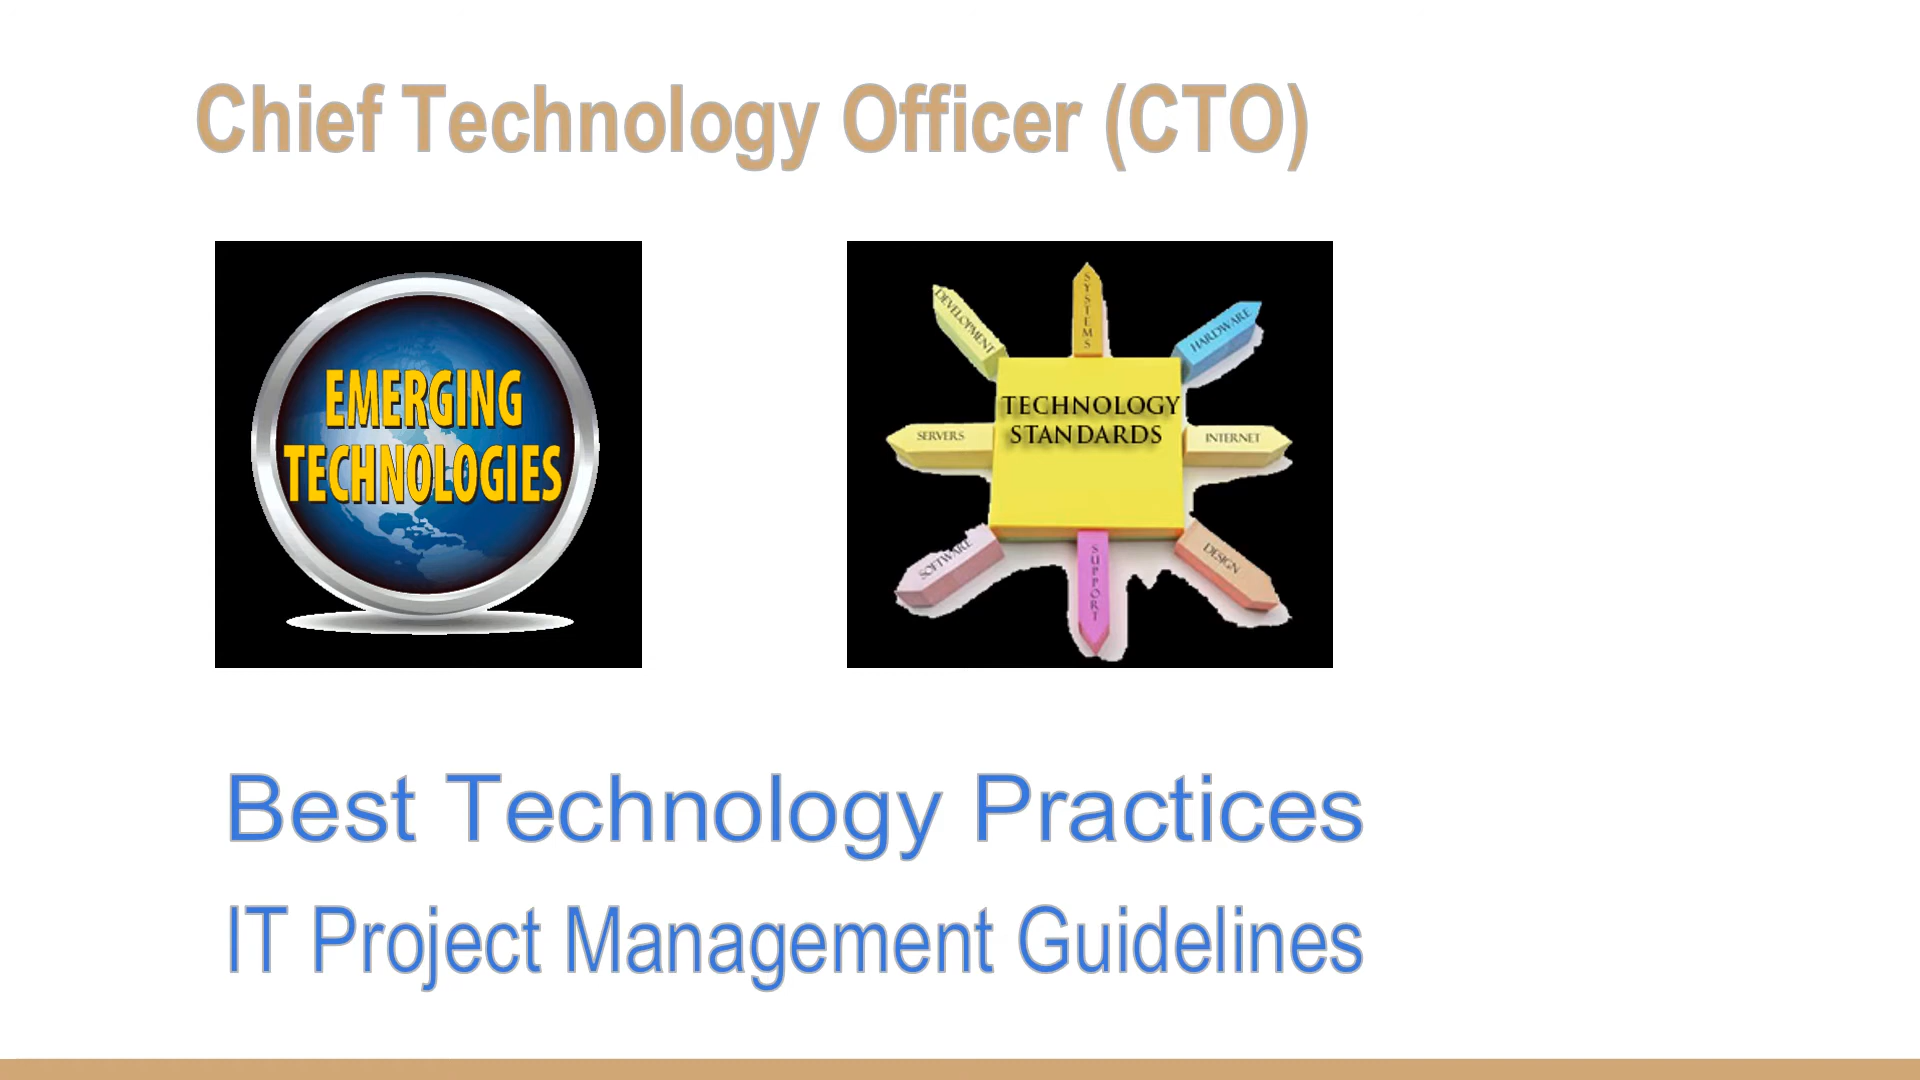 Chief Technology Officer (CTO)
EMERGING
TECHNOLOGIES
DEVELOPMENT
SYSTEMS
HARDWARE
TECHNOLOGY
STANDARDS
SERVERS
INTERNET
SOFTWARE
SUPPORT
DESIGN
Best Technology Practices
IT Project Management Guidelines